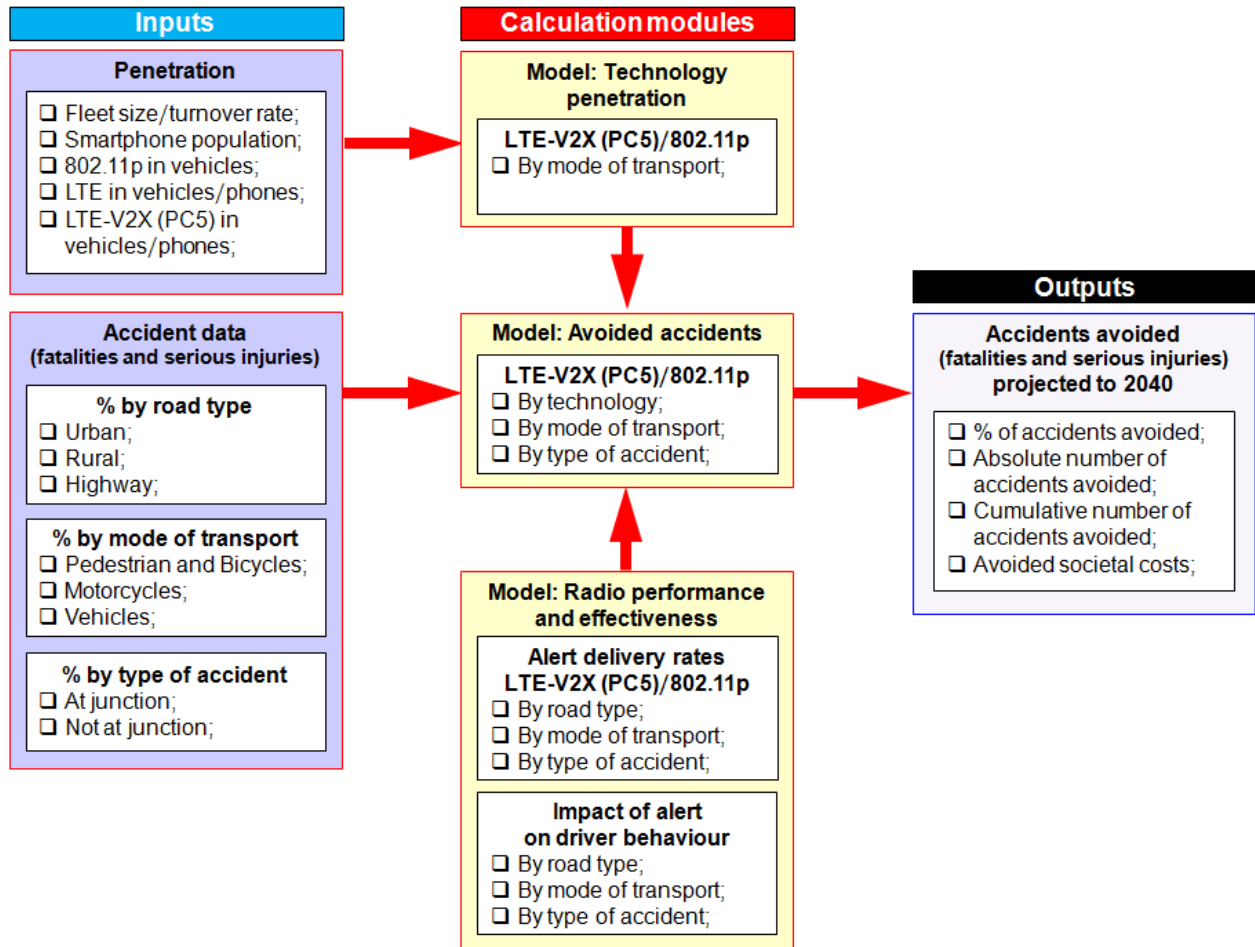 Inputs
Penetration
❑ Fleet size/turnover rate;
❑ Smartphone population;
❑ 802.11p in vehicles;
❑ LTE in vehicles/phones;
❑ LTE-V2X (PC5) in
vehicles/phones;
Accident data
(fatalities and serious injuries)
% by road type
❑ Urban;
❑ Rural;
❑ Highway;
% by mode of transport
❑ Pedestrian and Bicycles;
❑ Motorcycles;
❑ Vehicles;
% by type of accident
❑ At junction;
❑ Not at junction;
Calculation modules
Model: Technology
penetration
LTE-V2X (PC5)/802.11p
❑ By mode of transport;
Model: Avoided accidents
LTE-V2X (PC5)/802.11p
❑ By technology;
❑ By mode of transport;
❑ By type of accident;
Model: Radio performance
and effectiveness
Alert delivery rates
LTE-V2X (PC5)/802.11p
❑ By road type;
❑ By mode of transport;
❑ By type of accident;
Impact of alert
on driver behaviour
❑ By road type;
❑ By mode of transport;
❑ By type of accident;
Outputs
Accidents avoided
(fatalities and serious injuries)
projected to 2040
❑ % of accidents avoided;
❑ Absolute number of
accidents avoided;
❑ Cumulative number of
accidents avoided;
❑ Avoided societal costs;